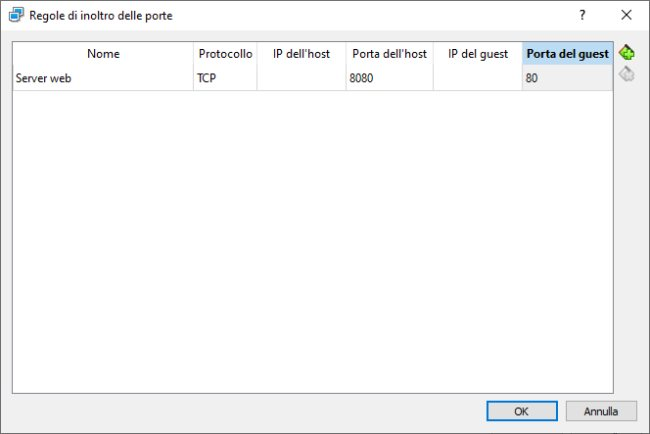 Regole di inoltro delle porte
Nome Protocollo IP dell'host Porta dell'host IP del guest Porta del guest
Server web TCP 8080 80
OK Annulla